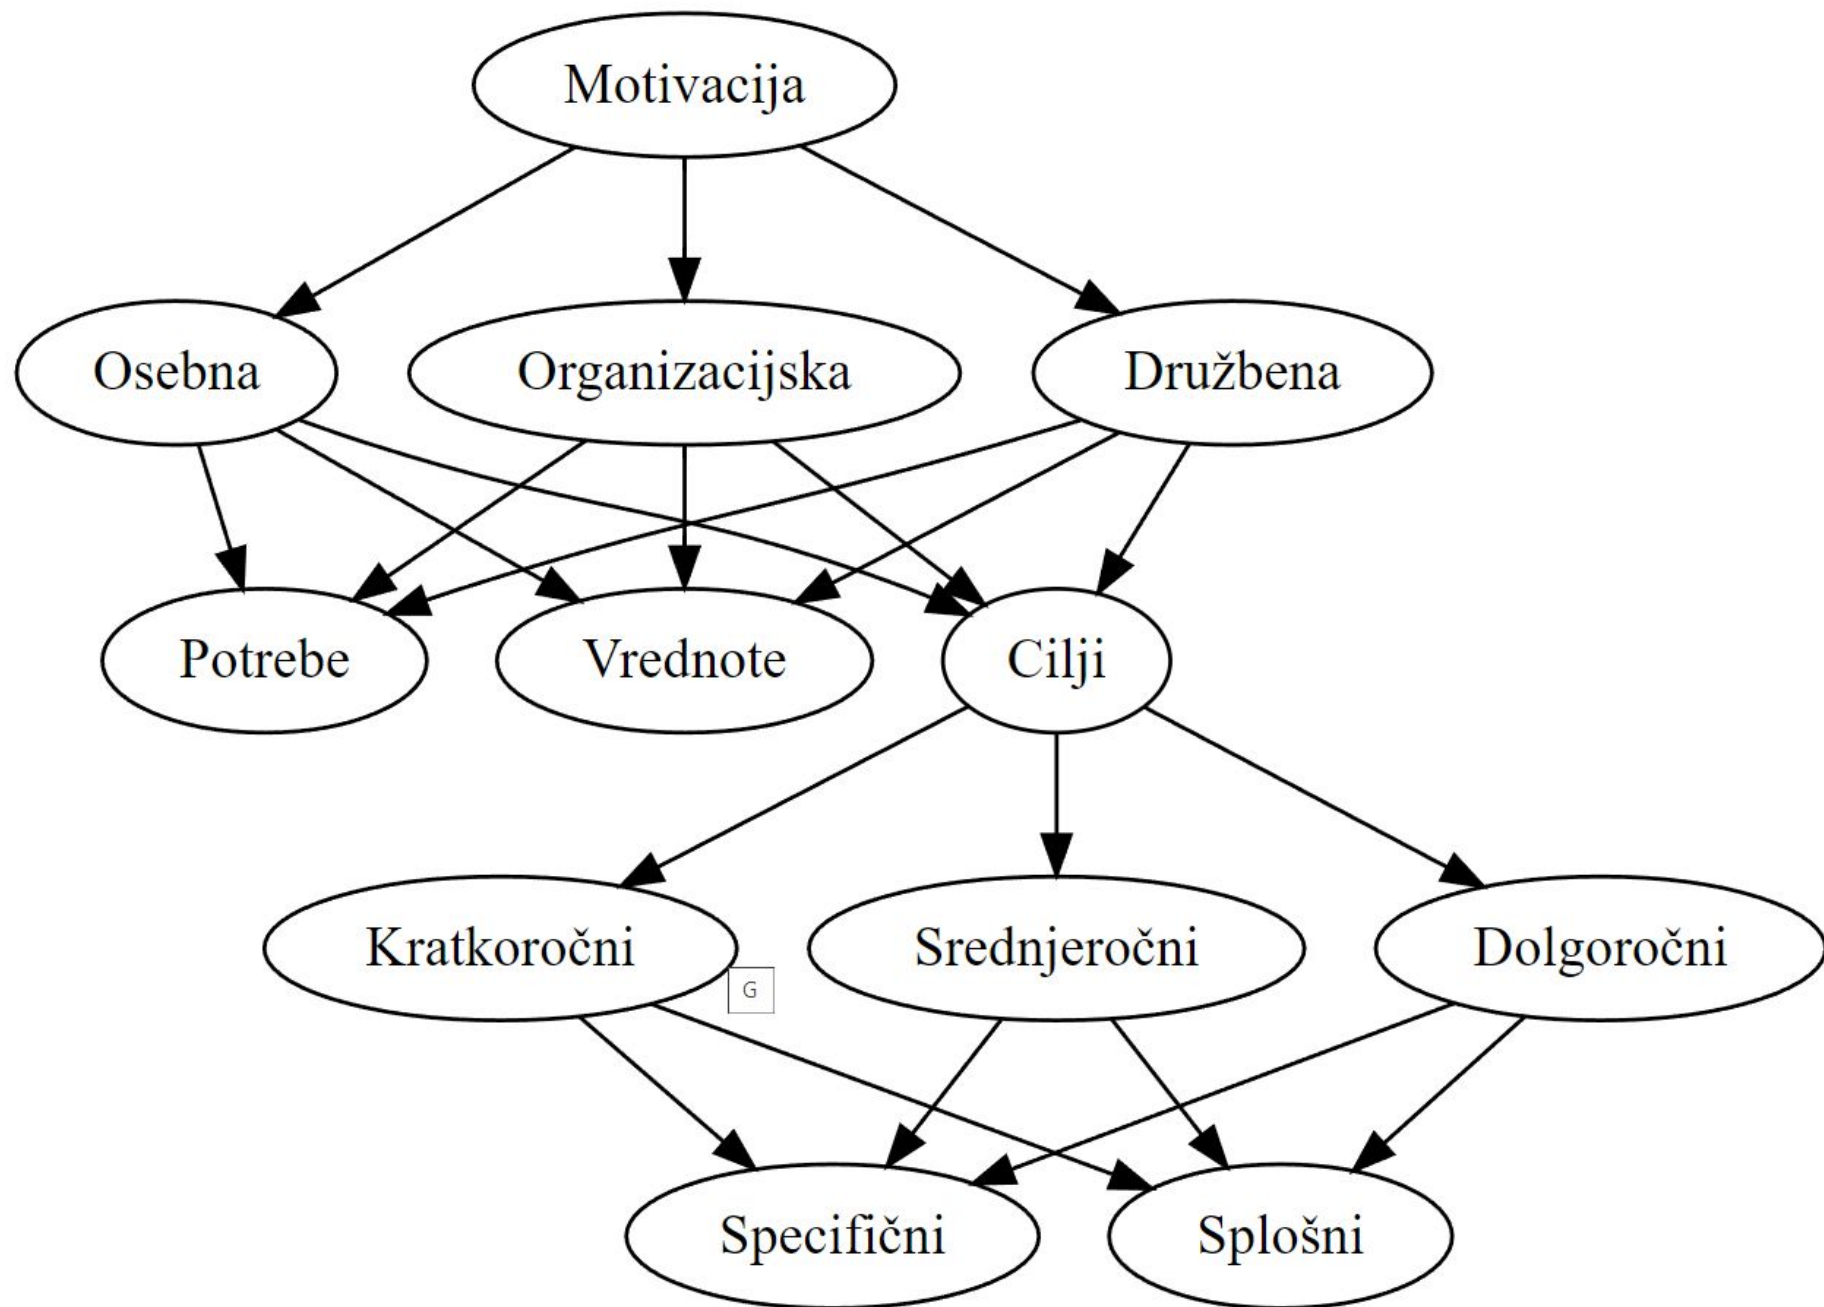 Motivacija
Osebna
Organizacijska
Družbena
Potrebe
Vrednote
Cilji
Kratkoročni
Srednjeročni
Dolgoročni
G
Specifični
Splošni